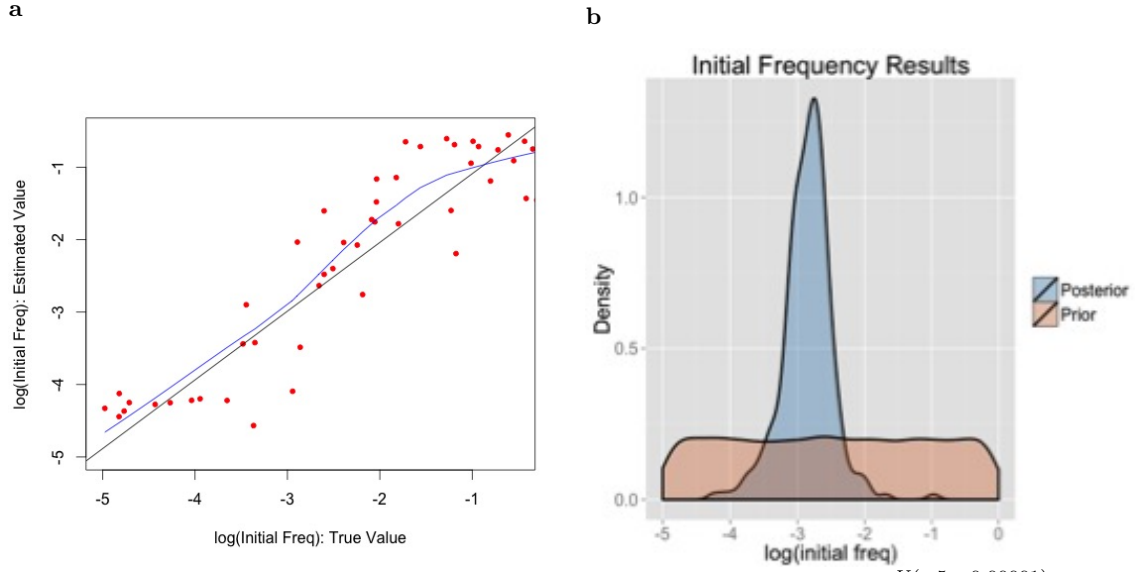 a
-1
-2
-3
-4
-5
log(Initial Freq): Estimated Value
-5 -4 -3 -2 -1
log(Initial Freq): True Value
b
Initial Frequency Results
1.0
0.5
0.0
Density
-5 -4 -3 -2 -1 0
log(initial freq)
Posterior
Prior